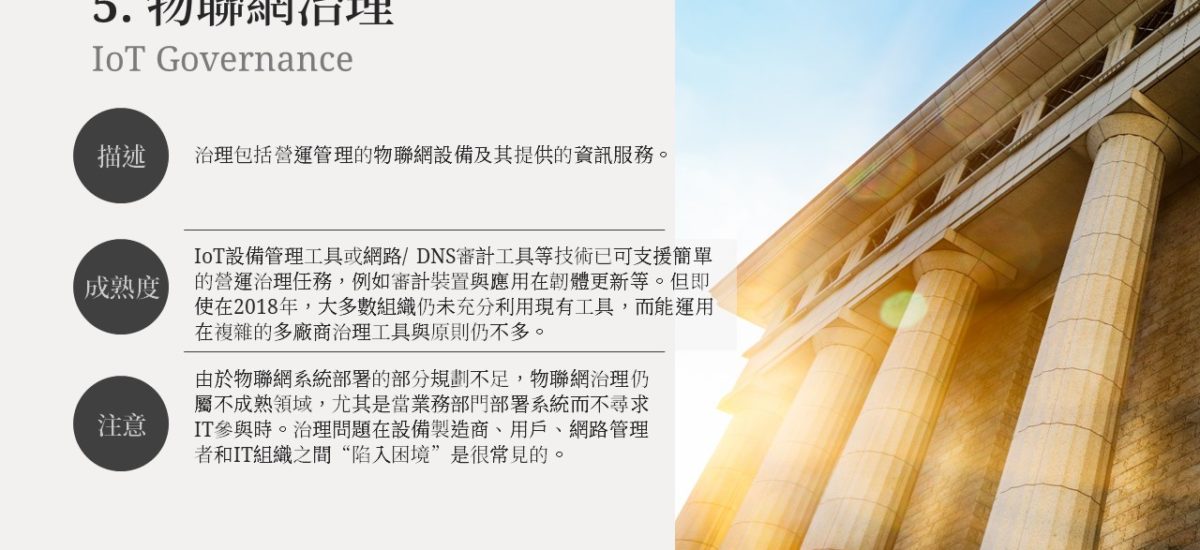 5. 物聯網治理
IoT Governance
描述
治理包括營運管理的物聯網設備及其提供的資訊服務。
成熟度
IoT設備管理工具或網路/ DNS審計工具等技術已可支援簡單
的營運治理任務，例如審計裝置與應用在韌體更新等。但即
使在2018年，大多數組織仍未充分利用現有工具，而能運用
在複雜的多廠商治理工具與原則仍不多。
注意
由於物聯網系統部署的部分規劃不足，物聯網治理仍
屬不成熟領域，尤其是當業務部門部署系統而不尋求
IT參與時。治理問題在設備製造商、用戶、網路管理
者和IT組織之間“陷入困境”是很常見的。